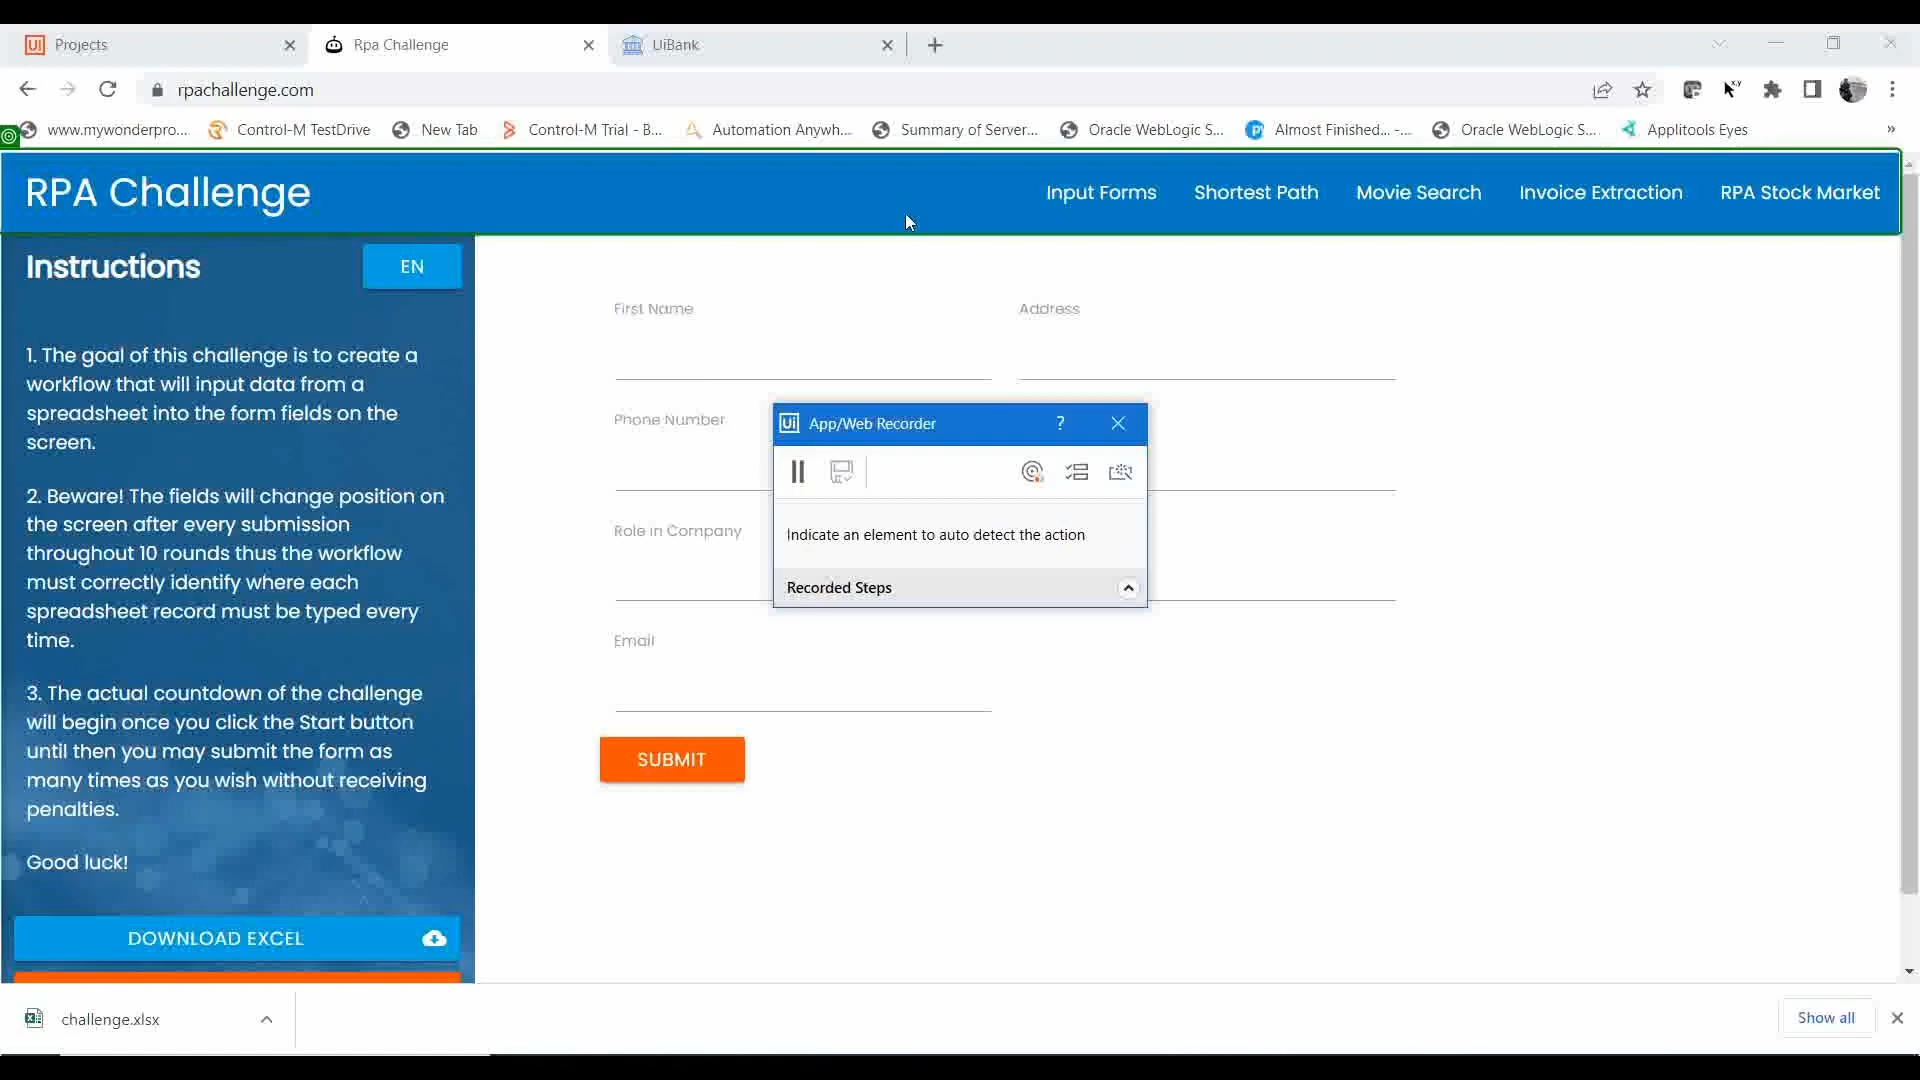 Projects
Rpa Challenge
UiBank
rpachallenge.com
www.mywonderpro...
Control-M TestDrive
New Tab
Control-M Trial - B...
Automation Anywh...
Summary of Server...
Oracle WebLogic S...
Almost Finished... -...
Oracle WebLogic S...
Applitools Eyes
»
RPA Challenge
Input Forms
Shortest Path
Movie Search
Invoice Extraction
RPA Stock Market
Instructions
EN
1. The goal of this challenge is to create a
workflow that will input data from a
spreadsheet into the form fields on the
screen.
2. Beware! The fields will change position on
the screen after every submission
throughout 10 rounds thus the workflow
must correctly identify where each
spreadsheet record must be typed every
time.
3. The actual countdown of the challenge
will begin once you click the Start button
until then you may submit the form as
many times as you wish without receiving
penalties.
Good luck!
DOWNLOAD EXCEL
First Name
Address
Phone Number
Role in Company
Email
SUBMIT
Ui App/Web Recorder
?
Indicate an element to auto detect the action
Recorded Steps
challenge.xlsx
Show all